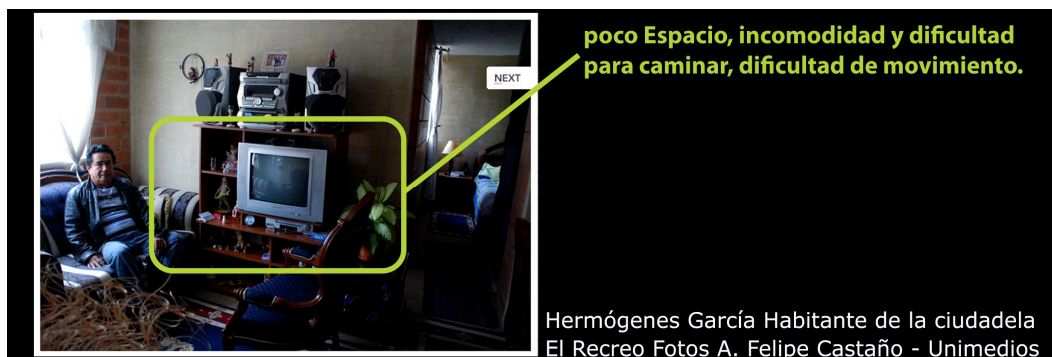 poco Espacio, incomodidad y dificultad
para caminar, dificultad de movimiento.
NEXT
Hermógenes García Habitante de la ciudadela
El Recreo Fotos A. Felipe Castaño - Unimedios